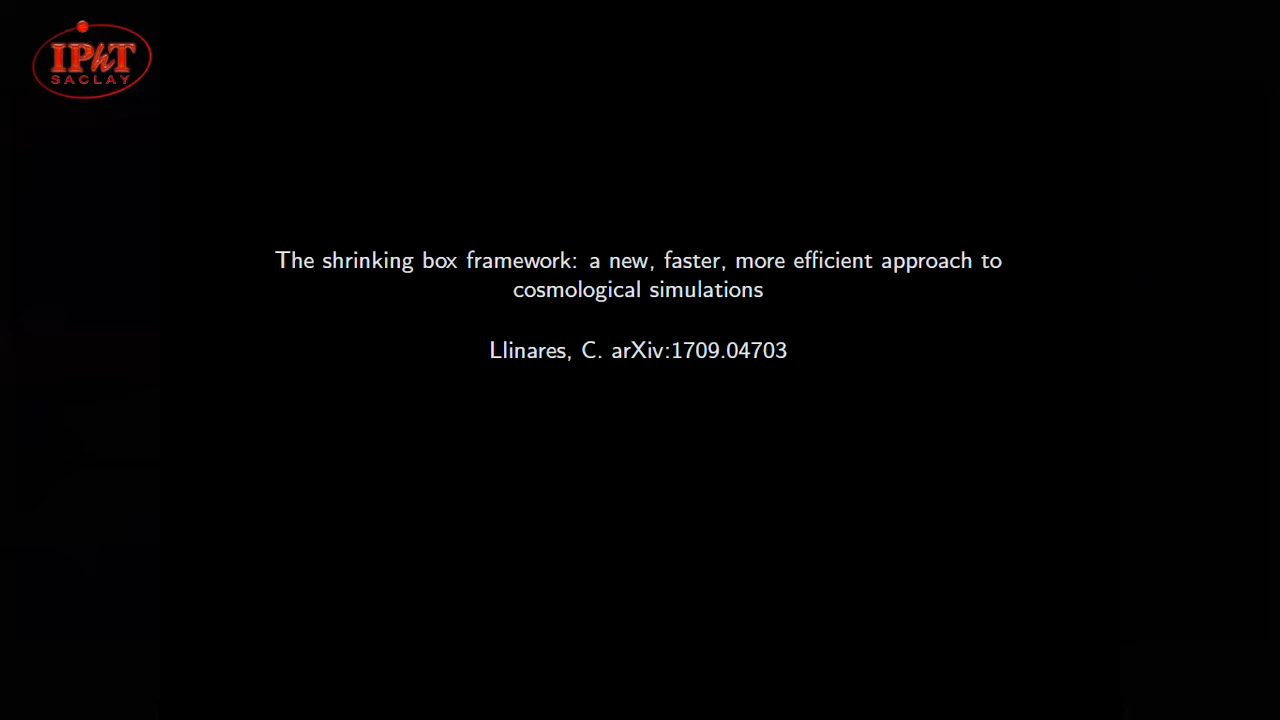 IPhT
SACLAY
The shrinking box framework: a new, faster, more efficient approach to
cosmological simulations
Llinares, C. arXiv:1709.04703